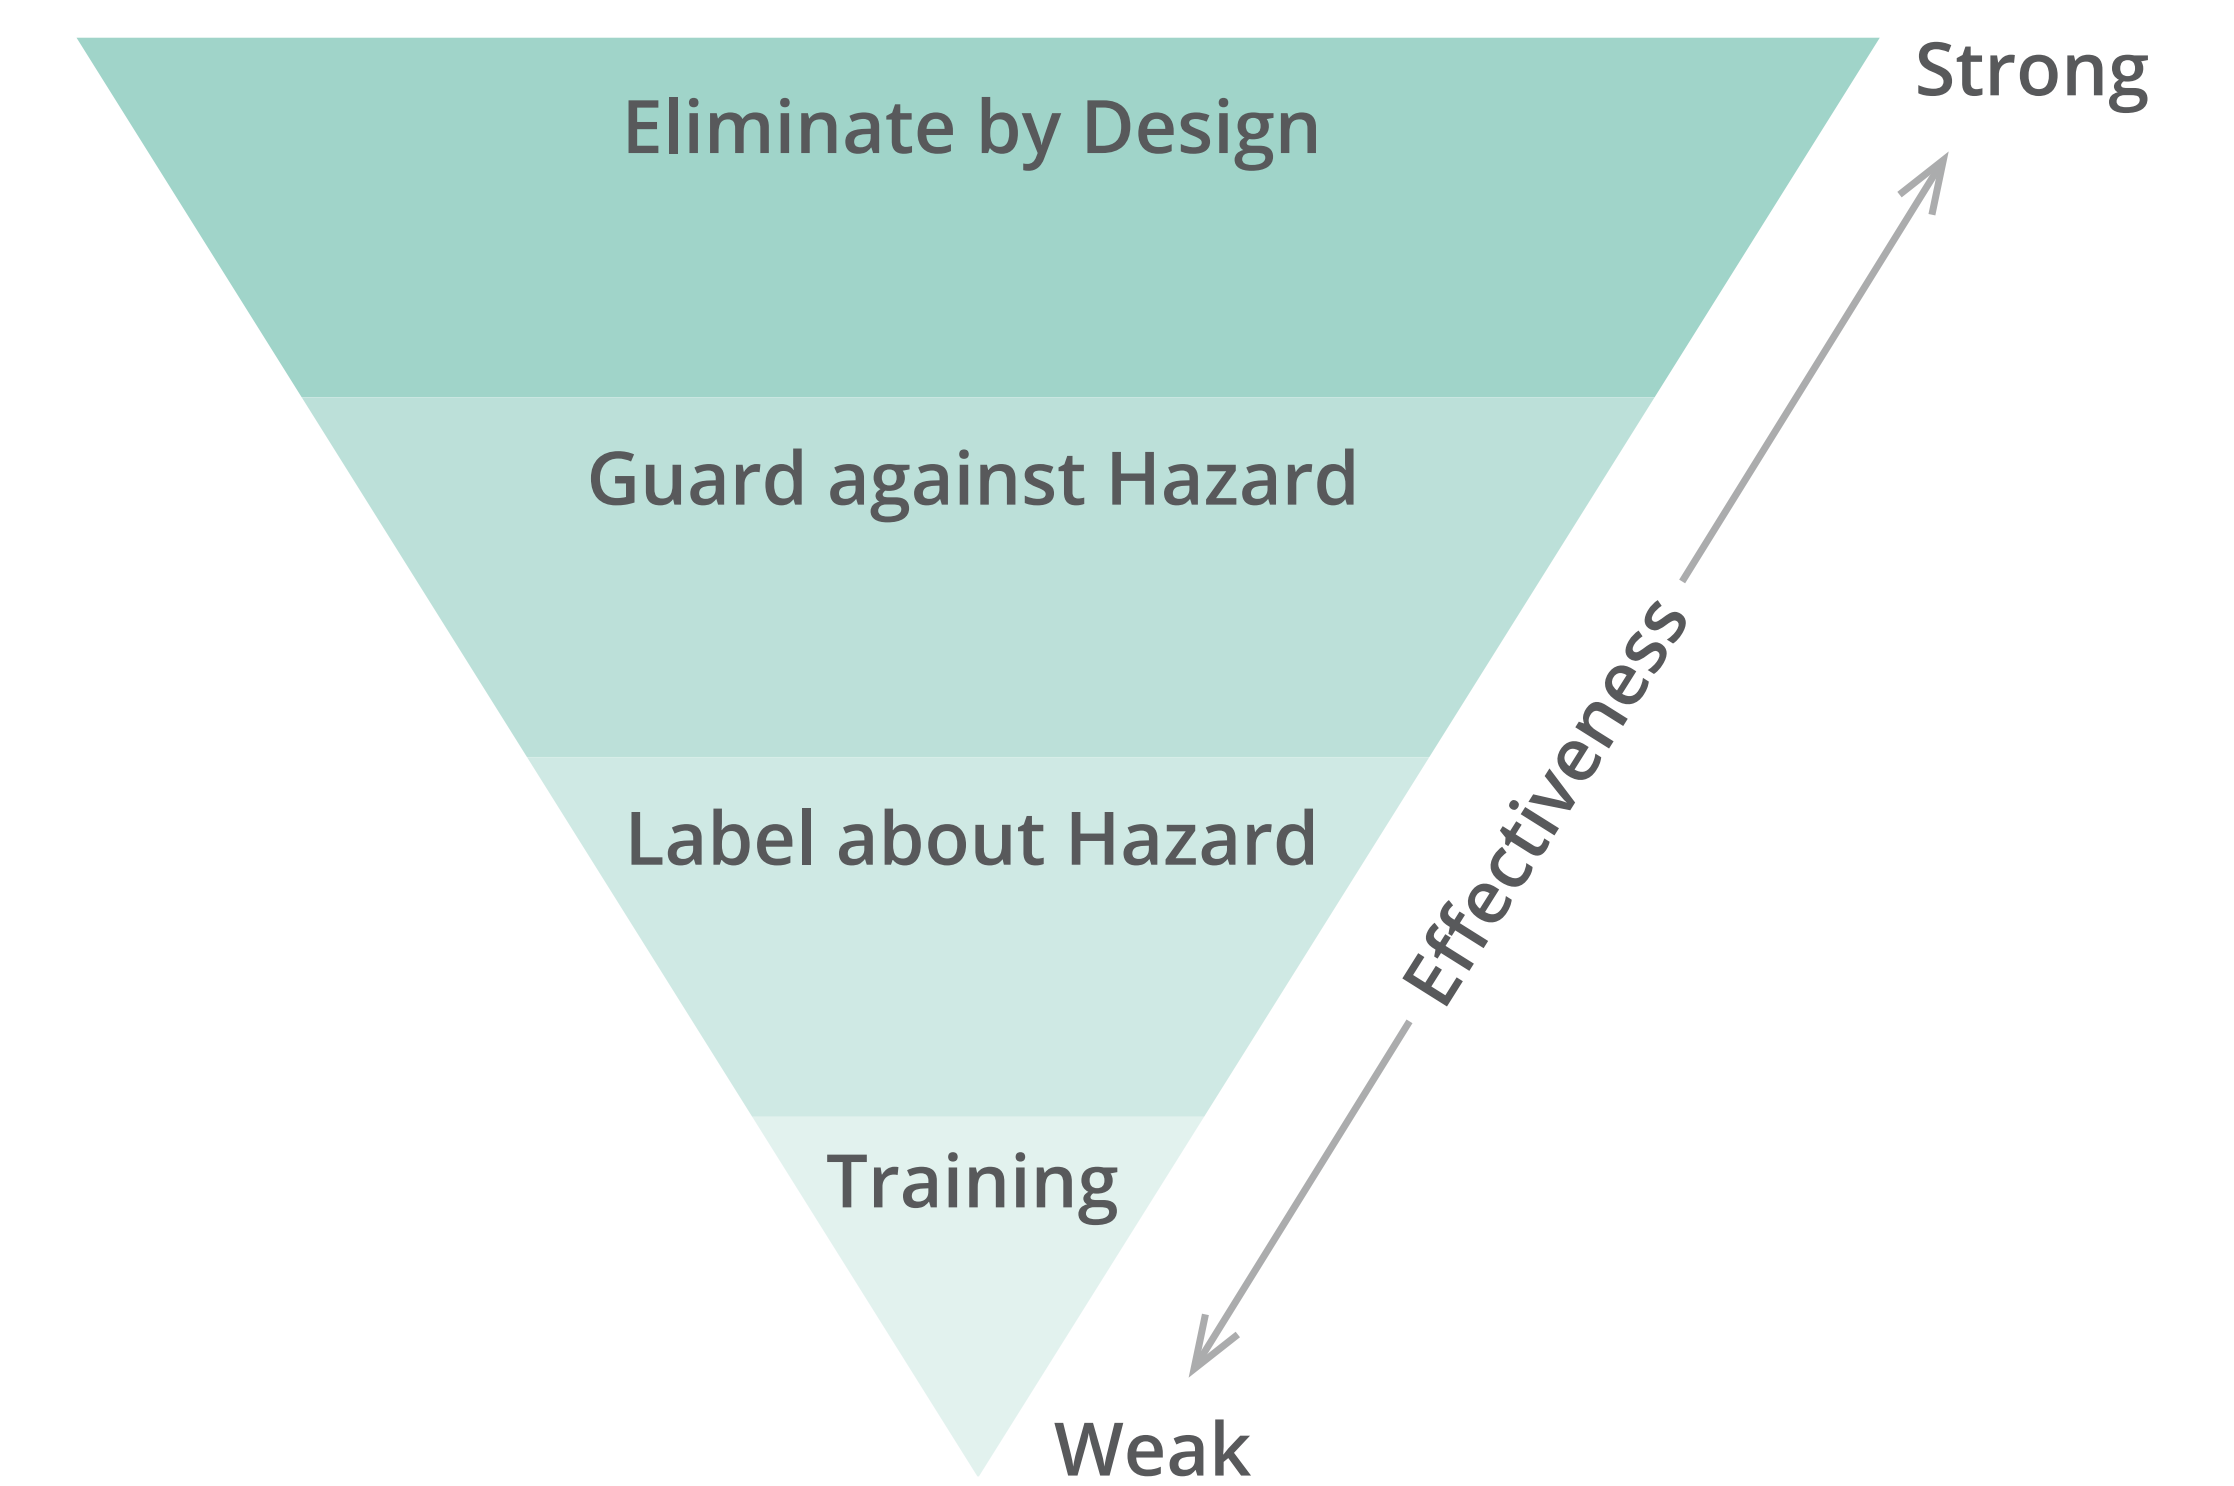 Strong
Eliminate by Design
Guard against Hazard
Effectiveness
Label about Hazard
Training
Weak